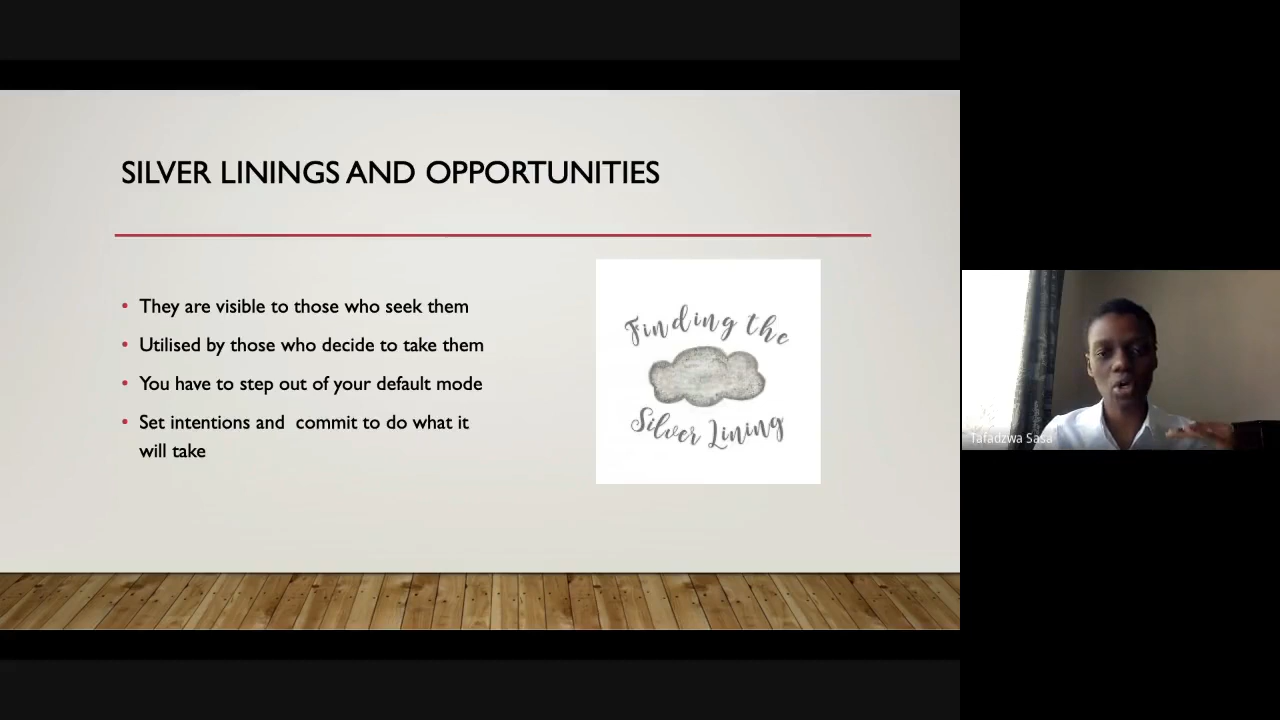 SILVER LININGS AND OPPORTUNITIES
They are visible to those who seek them
Utilised by those who decide to take them
You have to step out of your default mode
Set intentions and  commit to do what it
will take
Finding the
Silver Lining
Tafadzwa Sasa